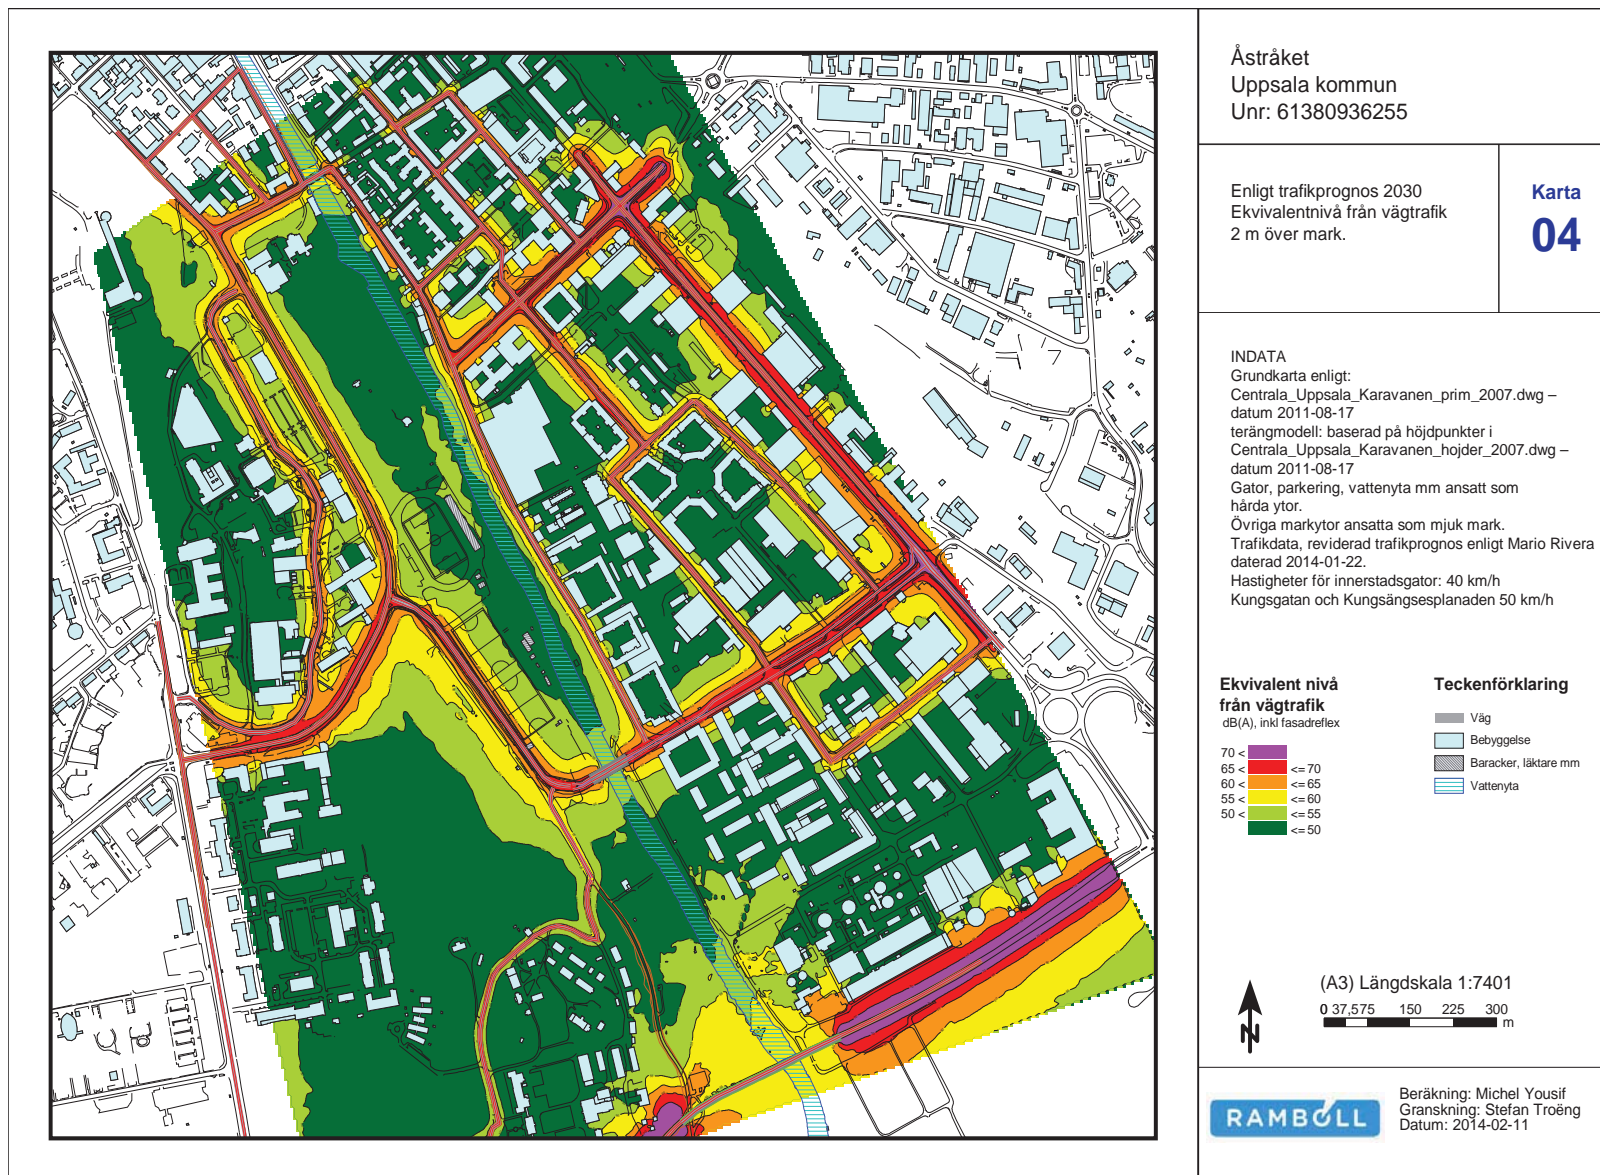 Åstråket
Uppsala kommun
Unr: 61380936255
Enligt trafikprognos 2030
Ekvivalentnivå från vägtrafik
2 m över mark.
Karta
04
INDATA
Grundkarta enligt:
Centrala_Uppsala_Karavanen_prim_2007.dwg –
datum 2011-08-17
terängmodell: baserad på höjdpunkter i
Centrala_Uppsala_Karavanen_hojder_2007.dwg –
datum 2011-08-17
Gator, parkering, vattenyta mm ansatt som
hårda ytor.
Övriga markytor ansatta som mjuk mark.
Trafikdata, reviderad trafikprognos enligt Mario Rivera
daterad 2014-01-22.
Hastigheter för innerstadsgator: 40 km/h
Kungsgatan och Kungsängsesplanaden 50 km/h
Ekvivalent nivå
från vägtrafik
dB(A), inkl fasadreflex
70 <
65 < <= 70
60 < <= 65
55 < <= 60
50 < <= 55
<= 50
Teckenförklaring
Väg
Bebyggelse
Baracker, läktare mm
Vattenyta
N
(A3) Längdskala 1:7401
0 37,575 150 225 300
m
RAMBOLL
Beräkning: Michel Yousif
Granskning: Stefan Troëng
Datum: 2014-02-11